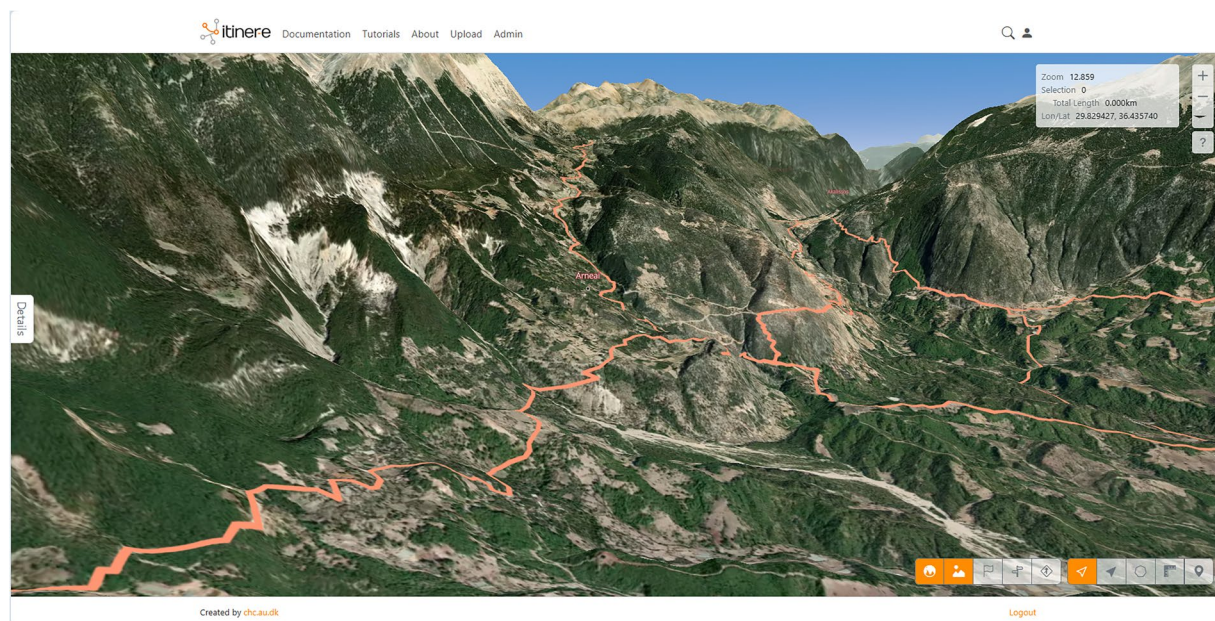 itiner-e
Documentation
Tutorials
About
Upload
Admin
Zoom 12.859
Selection 0
Total Length 0.000km
Lon/Lat 29.829427, 36.435740
+
−
?
Details
Arneai
Created by chc.au.dk
Logout